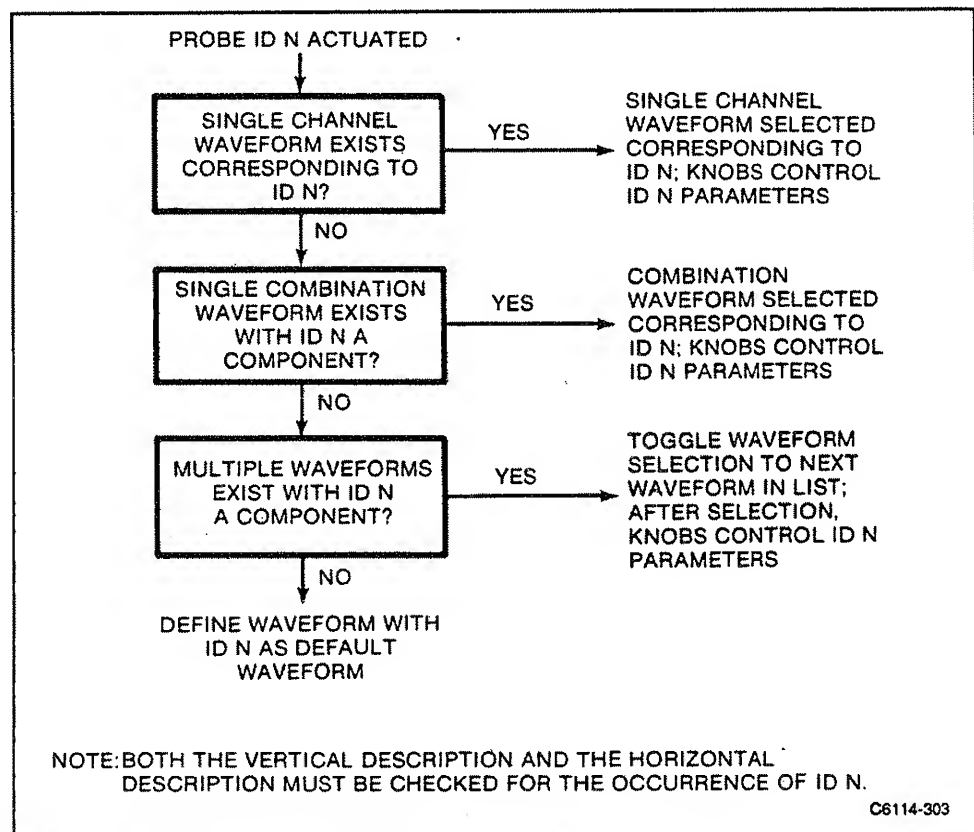 PROBE ID N ACTUATED
SINGLE CHANNEL
WAVEFORM EXISTS
CORRESPONDING TO
ID N?
YES
SINGLE CHANNEL
WAVEFORM SELECTED
CORRESPONDING TO
ID N; KNOBS CONTROL
ID N PARAMETERS
NO
SINGLE COMBINATION
WAVEFORM EXISTS
WITH ID N A
COMPONENT?
YES
COMBINATION
WAVEFORM SELECTED
CORRESPONDING TO
ID N; KNOBS CONTROL
ID N PARAMETERS
NO
MULTIPLE WAVEFORMS
EXIST WITH ID N
A COMPONENT?
YES
TOGGLE WAVEFORM
SELECTION TO NEXT
WAVEFORM IN LIST;
AFTER SELECTION,
KNOBS CONTROL ID N
PARAMETERS
NO
DEFINE WAVEFORM WITH
ID N AS DEFAULT
WAVEFORM
NOTE: BOTH THE VERTICAL DESCRIPTION AND THE HORIZONTAL
DESCRIPTION MUST BE CHECKED FOR THE OCCURRENCE OF ID N.
C6114-303